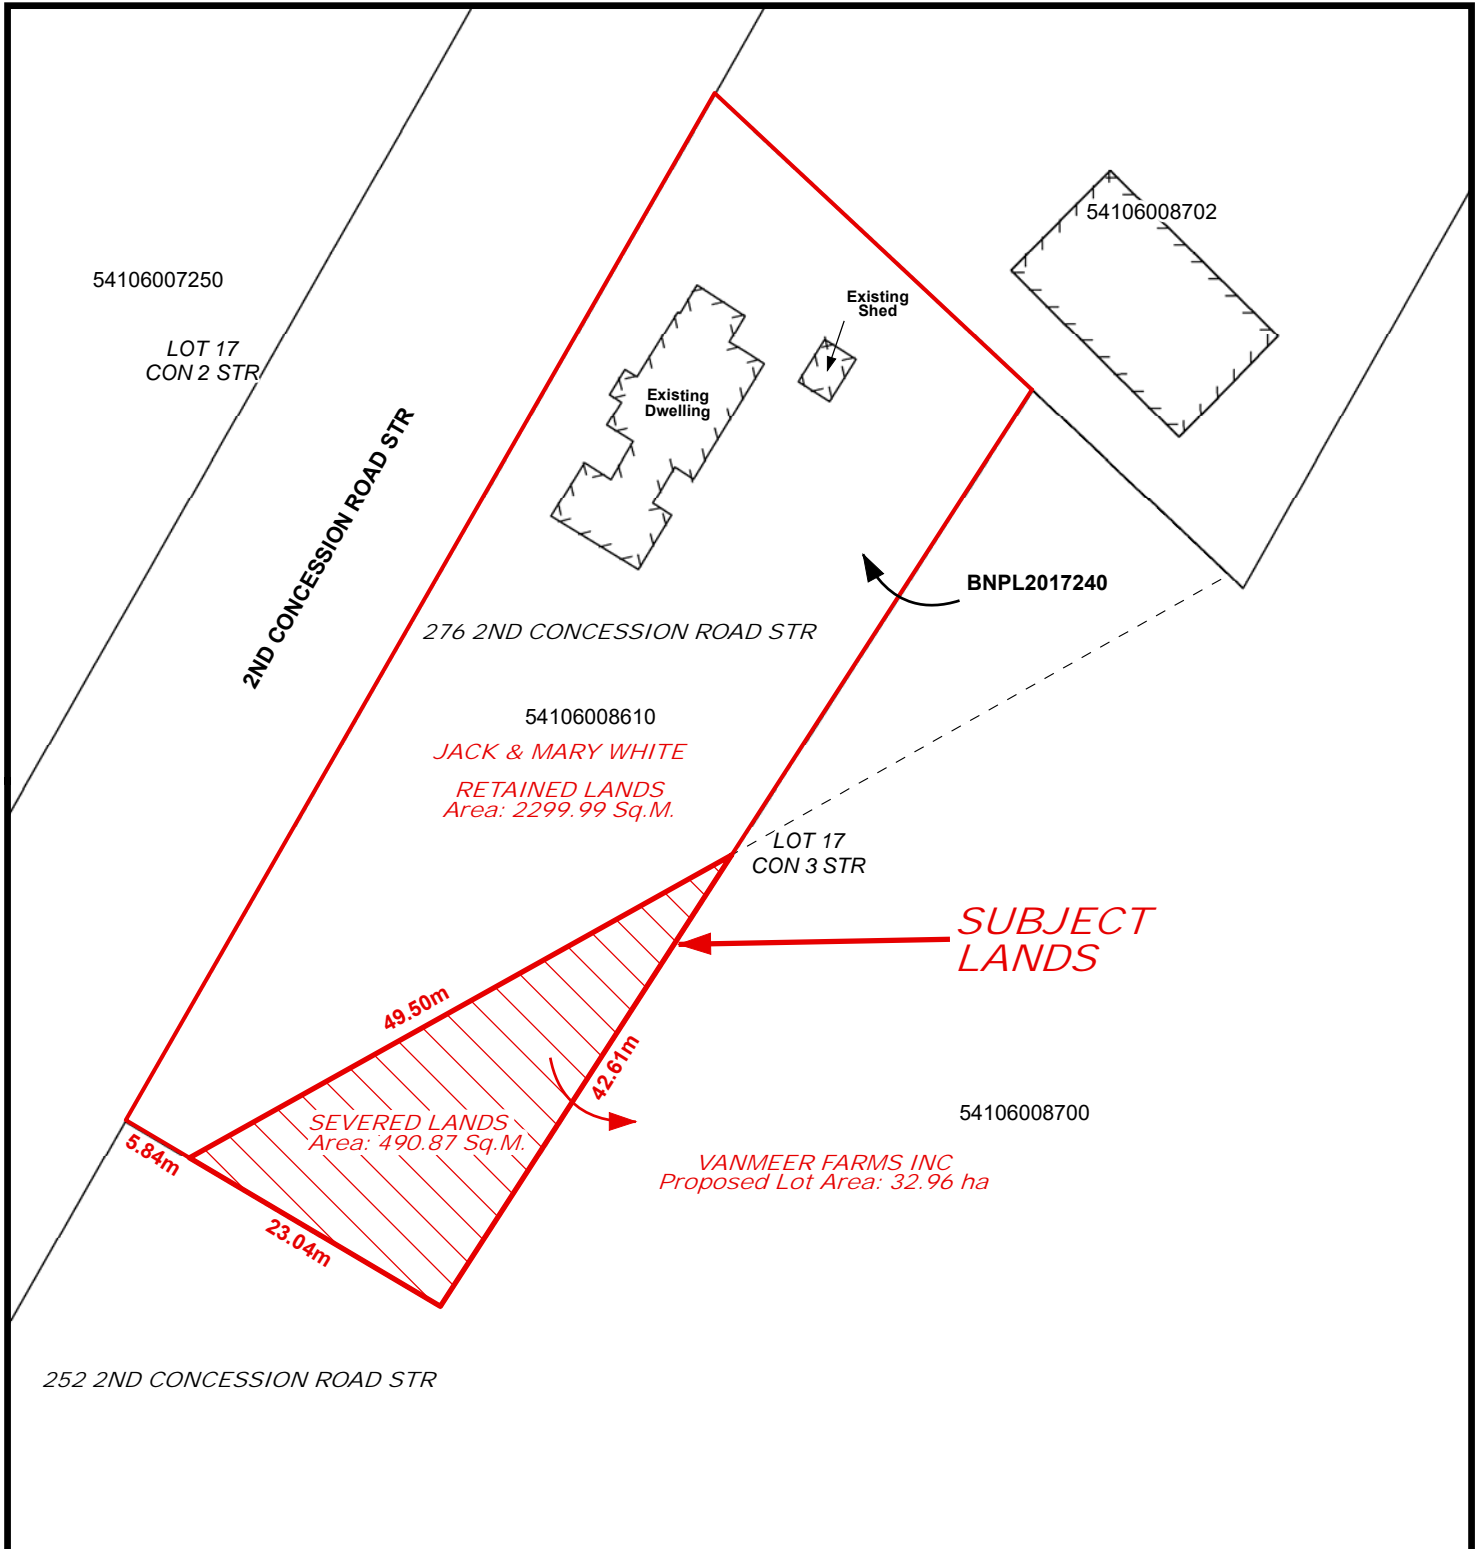 54106008702
54106007250
Existing
Shed
LOT 17
CON 2 STR
Existing
Dwelling
2ND CONCESSION ROAD STR
BNPL2017240
276 2ND CONCESSION ROAD STR
54106008610
JACK & MARY WHITE
RETAINED LANDS
Area: 2299.99 Sq.M.
LOT 17
CON 3 STR
SUBJECT
LANDS
49.50m
42.61m
54106008700
SEVERED LANDS
Area: 490.87 Sq.M.
5.84m
VANMEER FARMS INC
Proposed Lot Area: 32.96 ha
23.04m
252 2ND CONCESSION ROAD STR